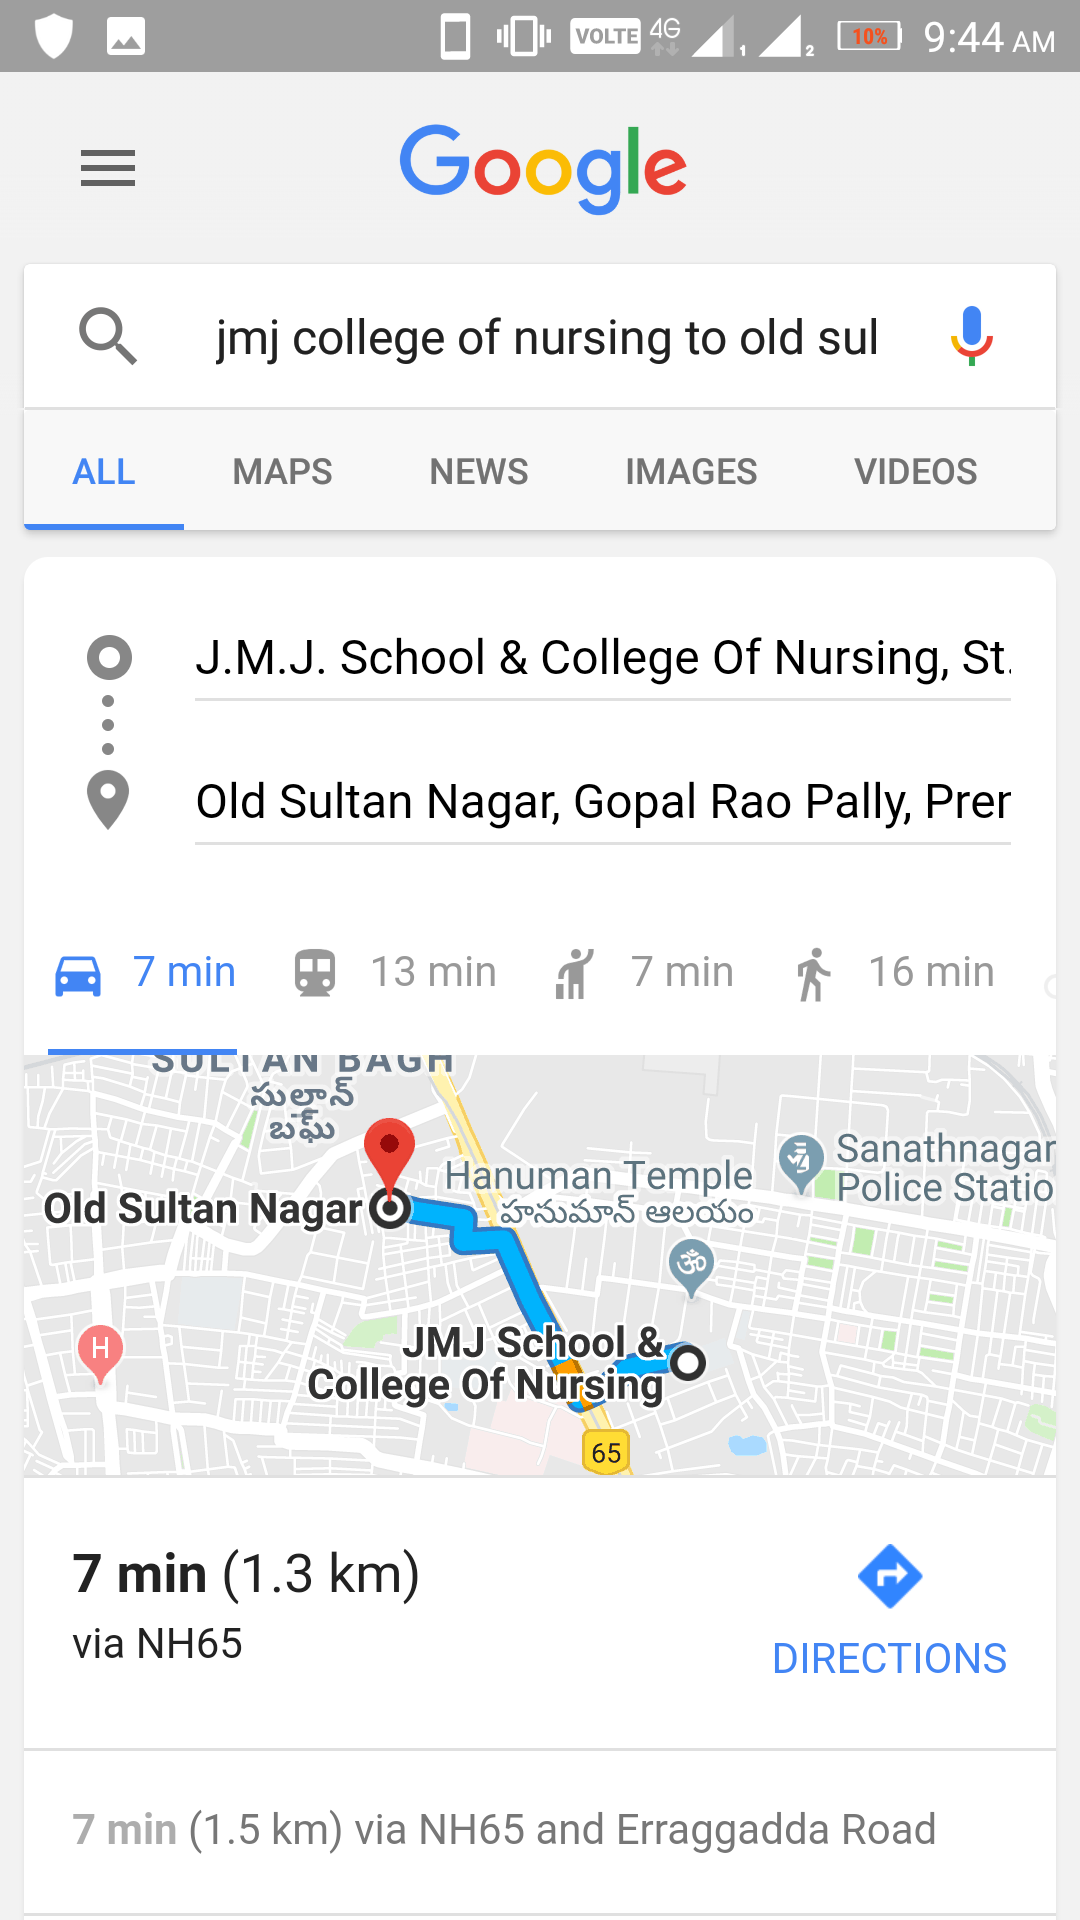 VOLTE 4G 1 2 10% 9:44 AM
Google
jmj college of nursing to old sul
ALL MAPS NEWS IMAGES VIDEOS
J.M.J. School & College Of Nursing, St.
Old Sultan Nagar, Gopal Rao Pally, Prer
7 min 13 min 7 min 16 min
SULTAN BAGH
సుల్తాన్
బఘ్
Sanathnagar
Police Statio
Hanuman Temple
హనుమాన్ ఆలయం
Old Sultan Nagar
ॐ
H
JMJ School &
College Of Nursing
65
7 min (1.3 km)
via NH65
DIRECTIONS
7 min (1.5 km) via NH65 and Erraggadda Road